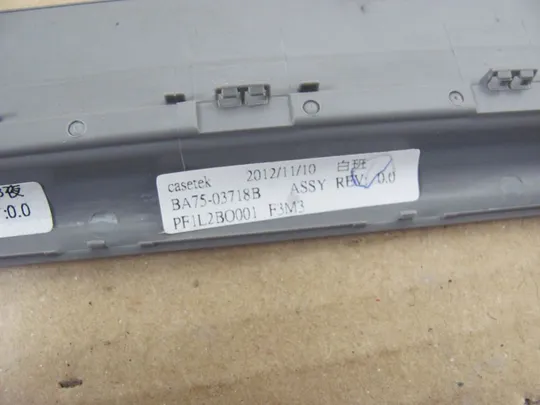 夜
:0.0
casetek 2012/11/10 白班
BA75-03718B ASSY REV: 0.0
PF1L2BO001 F3M3